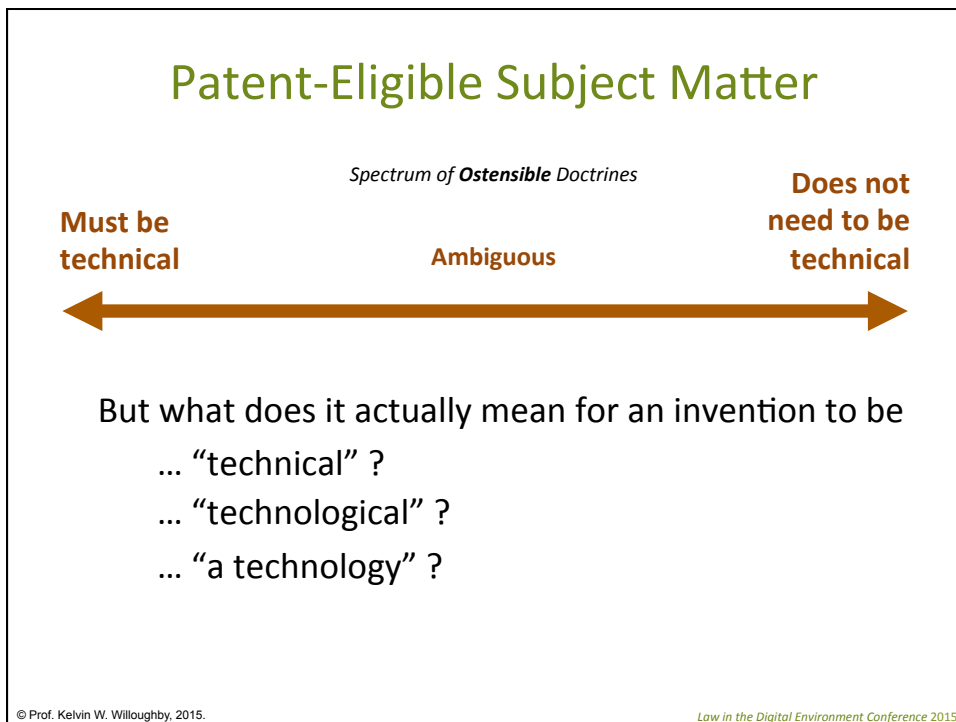 Patent-Eligible Subject Matter
Spectrum of Ostensible Doctrines
Must be
technical
Ambiguous
Does not
need to be
technical
But what does it actually mean for an invention to be
... “technical” ?
... “technological” ?
... “a technology” ?
© Prof. Kelvin W. Willoughby, 2015.
Law in the Digital Environment Conference 2015